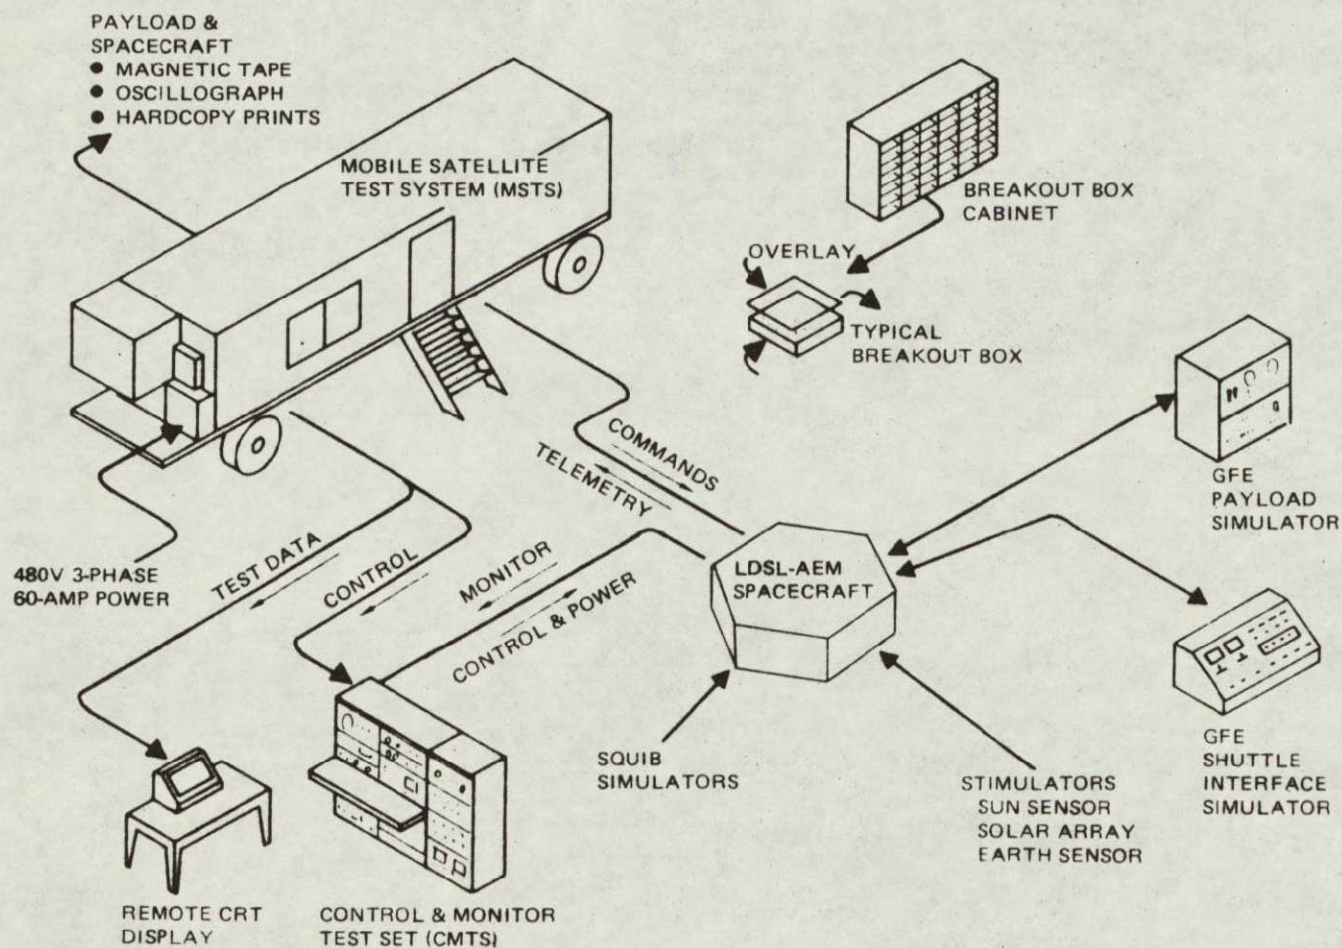 PAYLOAD &
SPACECRAFT
● MAGNETIC TAPE
● OSCILLOGRAPH
● HARDCOPY PRINTS
MOBILE SATELLITE
TEST SYSTEM (MSTS)
BREAKOUT BOX
CABINET
OVERLAY
TYPICAL
BREAKOUT BOX
GFE
PAYLOAD
SIMULATOR
COMMANDS
TELEMETRY
480V 3-PHASE
60-AMP POWER
TEST DATA
CONTROL
MONITOR
CONTROL & POWER
LDSL-AEM
SPACECRAFT
SQUIB
SIMULATORS
STIMULATORS
SUN SENSOR
SOLAR ARRAY
EARTH SENSOR
GFE
SHUTTLE
INTERFACE
SIMULATOR
REMOTE CRT
DISPLAY
CONTROL & MONITOR
TEST SET (CMTS)